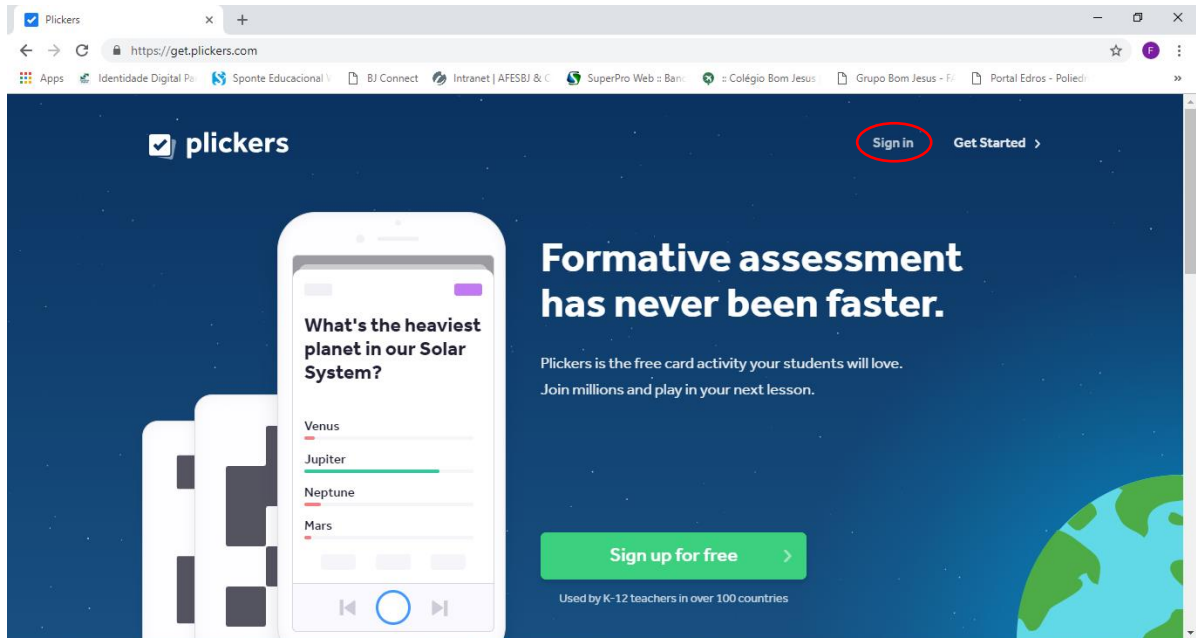 Plickers
https://get.plickers.com
F
Apps Identidade Digital Pa Sponte Educacional BJ Connect Intranet | AFESBJ & C SuperPro Web :: Banc :: Colégio Bom Jesus Grupo Bom Jesus - FA Portal Edros - Poliedr »
plickers
Sign in Get Started >
Formative assessment
has never been faster.
Plickers is the free card activity your students will love.
Join millions and play in your next lesson.
What's the heaviest
planet in our Solar
System?
Venus
Jupiter
Neptune
Mars
Sign up for free >
Used by K-12 teachers in over 100 countries